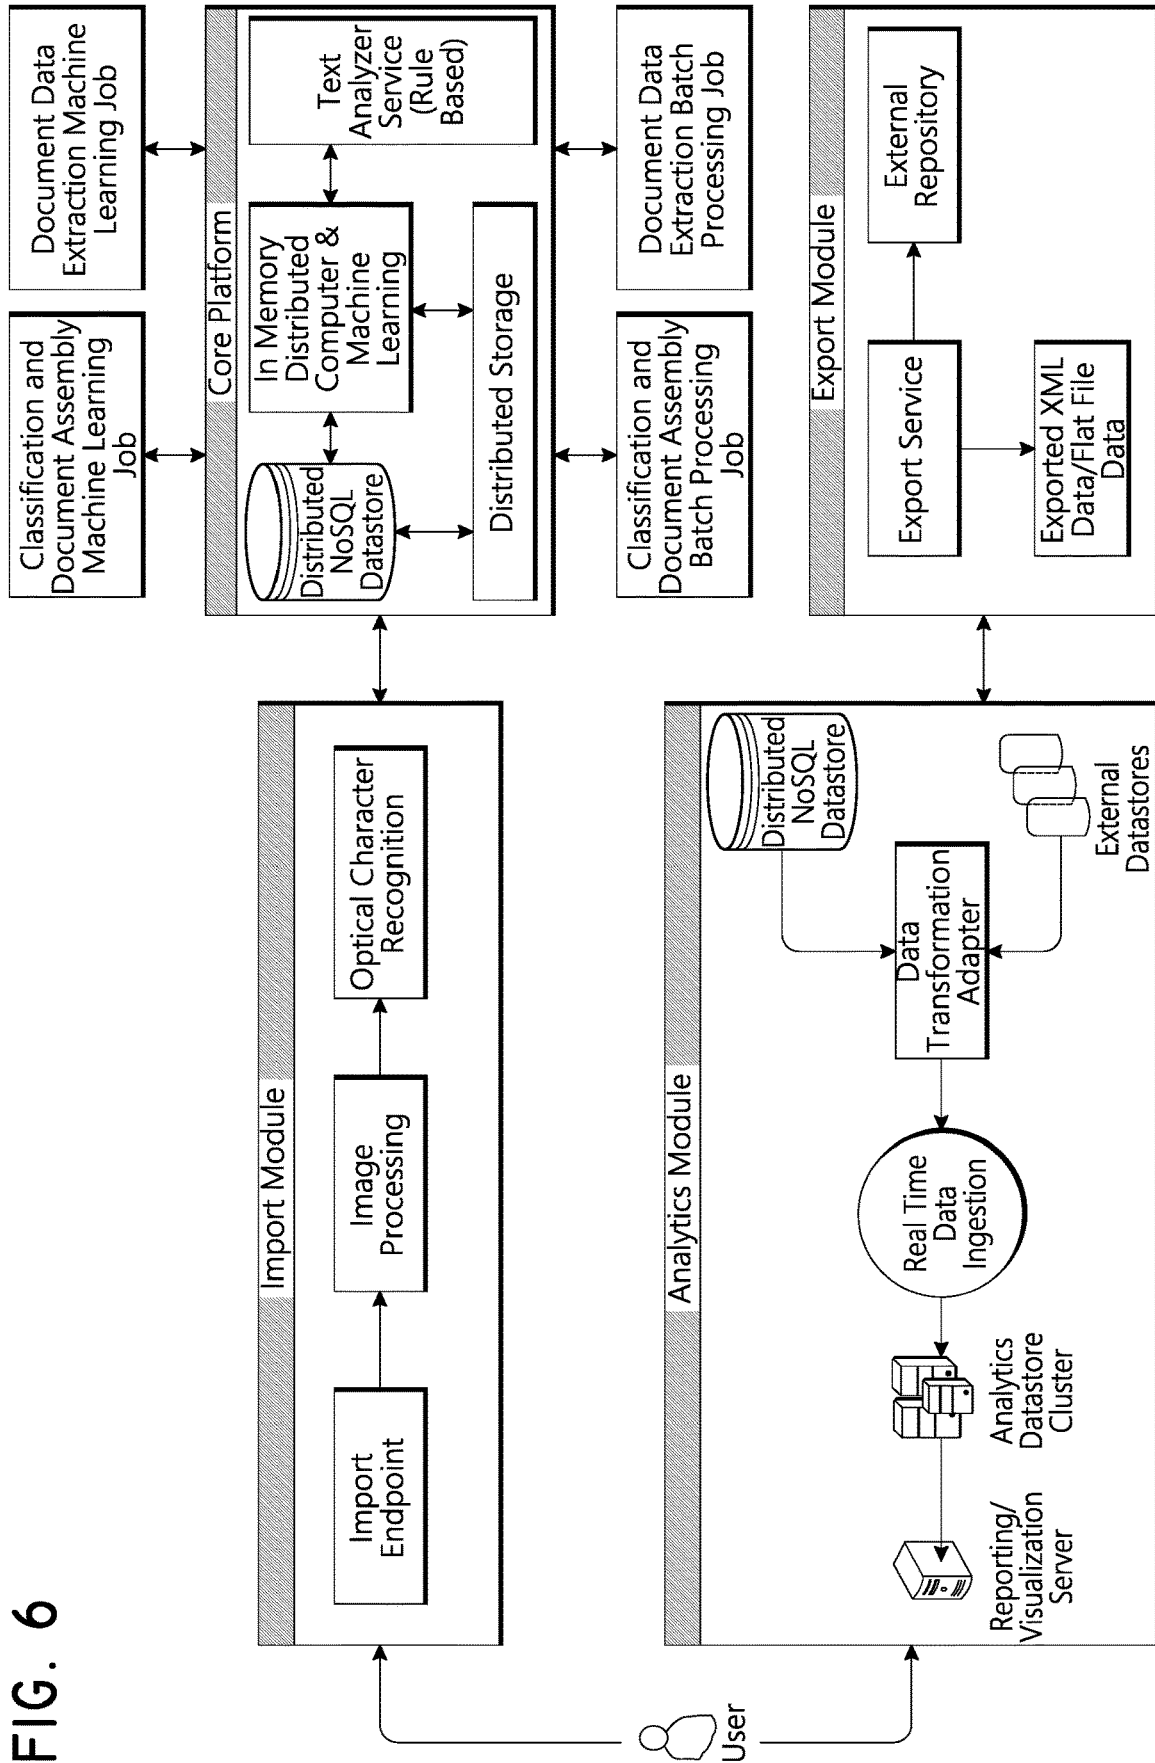 FIG. 6
User
Import Module
Import
Endpoint
Image
Processing
Optical Character
Recognition
Classification and
Document Assembly
Machine Learning
Job
Document Data
Extraction Machine
Learning Job
Core Platform
Distributed
NoSQL
Datastore
In Memory
Distributed
Computer &
Machine
Learning
Text
Analyzer
Service
(Rule
Based)
Distributed Storage
Classification and
Document Assembly
Batch Processing
Job
Document Data
Extraction Batch
Processing Job
Analytics Module
Reporting/
Visualization
Server
Analytics
Datastore
Cluster
Real Time
Data
Ingestion
Data
Transformation
Adapter
Distributed
NoSQL
Datastore
External
Datastores
Export Module
Export Service
External
Repository
Exported XML
Data/Flat File
Data